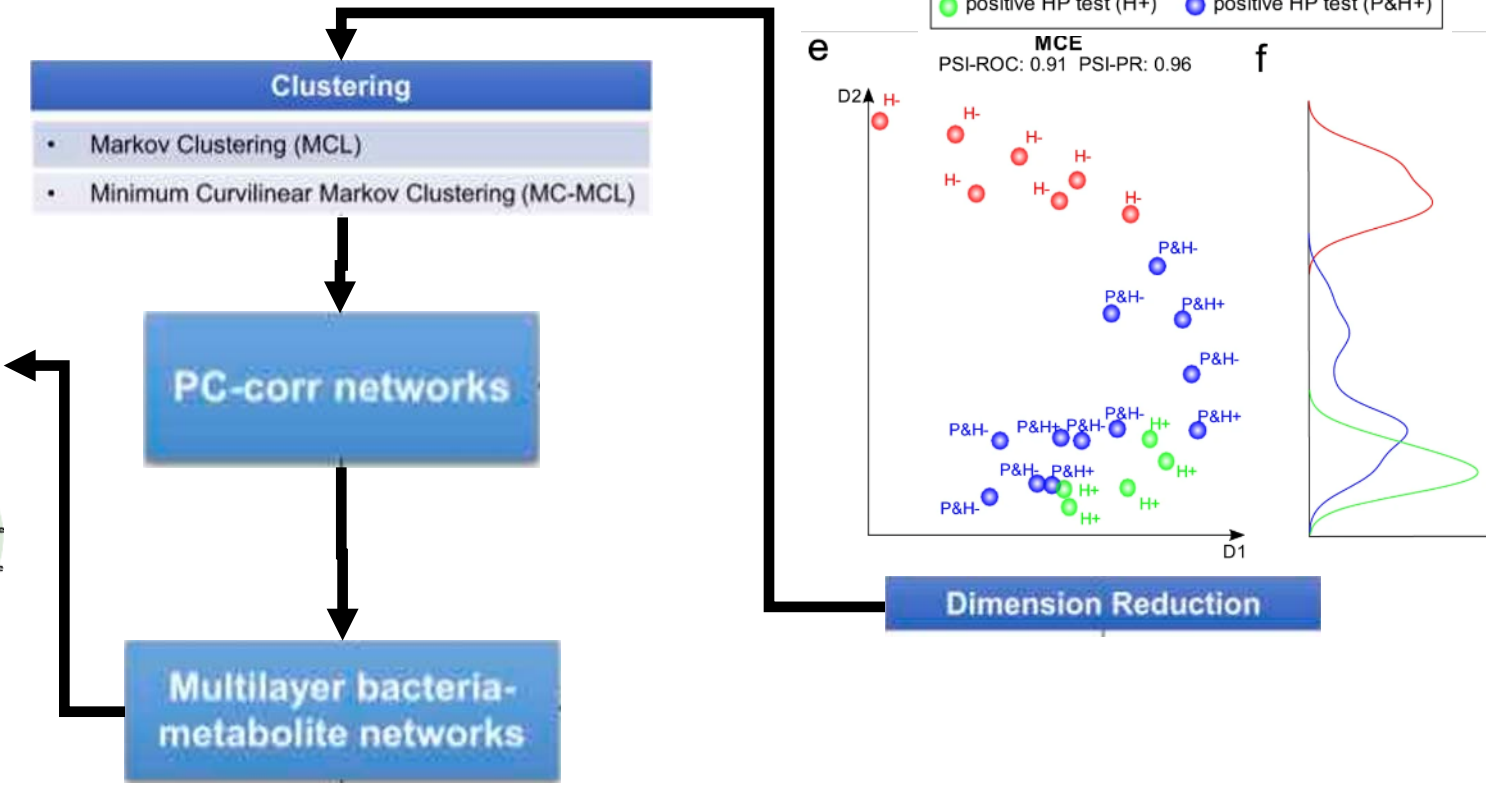 positive HP test (H+) positive HP test (P&H+)
e
MCE
PSI-ROC: 0.91 PSI-PR: 0.96
f
Clustering
• Markov Clustering (MCL)
• Minimum Curvilinear Markov Clustering (MC-MCL)
PC-corr networks
Multilayer bacteria-
metabolite networks
D2
H-
H-
H-
H-
H-
H-
H-
P&H-
P&H-
P&H+
P&H-
P&H-
P&H+
P&H-
P&H-
P&H+
H+
P&H-
P&H+
H+
H+
H+
P&H-
H+
D1
Dimension Reduction